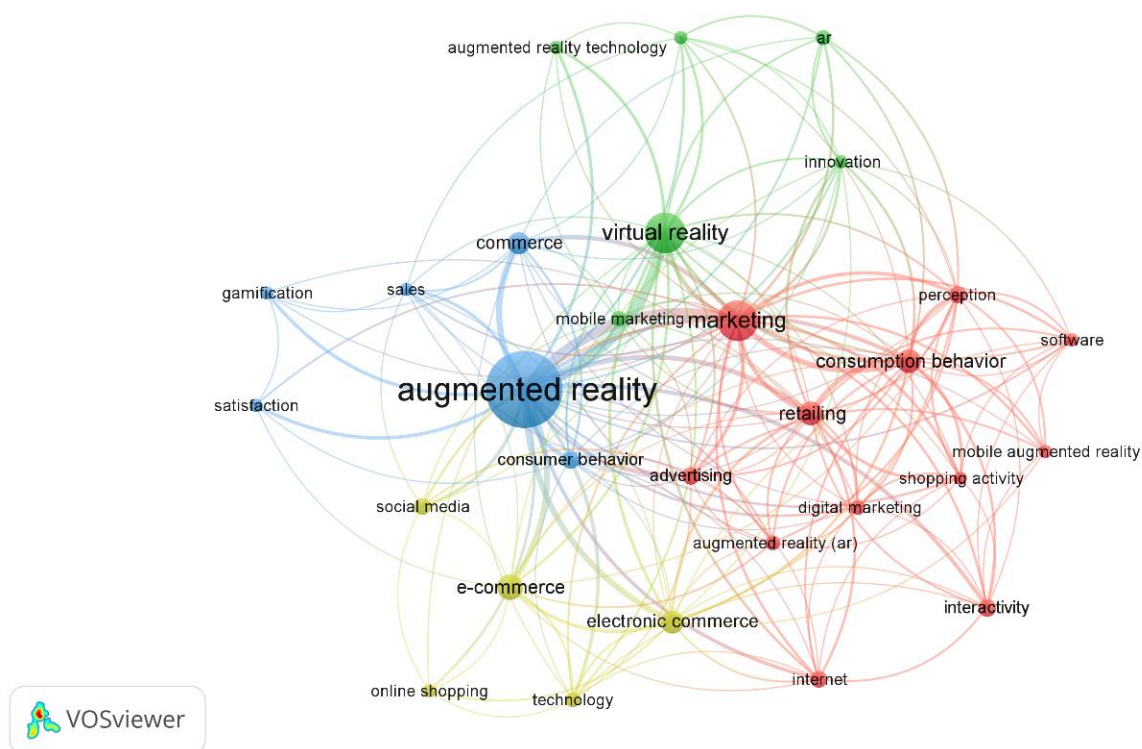 augmented reality technology
ar
innovation
virtual reality
commerce
gamification
sales
perception
mobile marketing
marketing
software
consumption behavior
augmented reality
satisfaction
retailing
mobile augmented reality
consumer behavior
advertising
shopping activity
social media
digital marketing
augmented reality (ar)
e-commerce
interactivity
electronic commerce
internet
online shopping
technology
VOSviewer